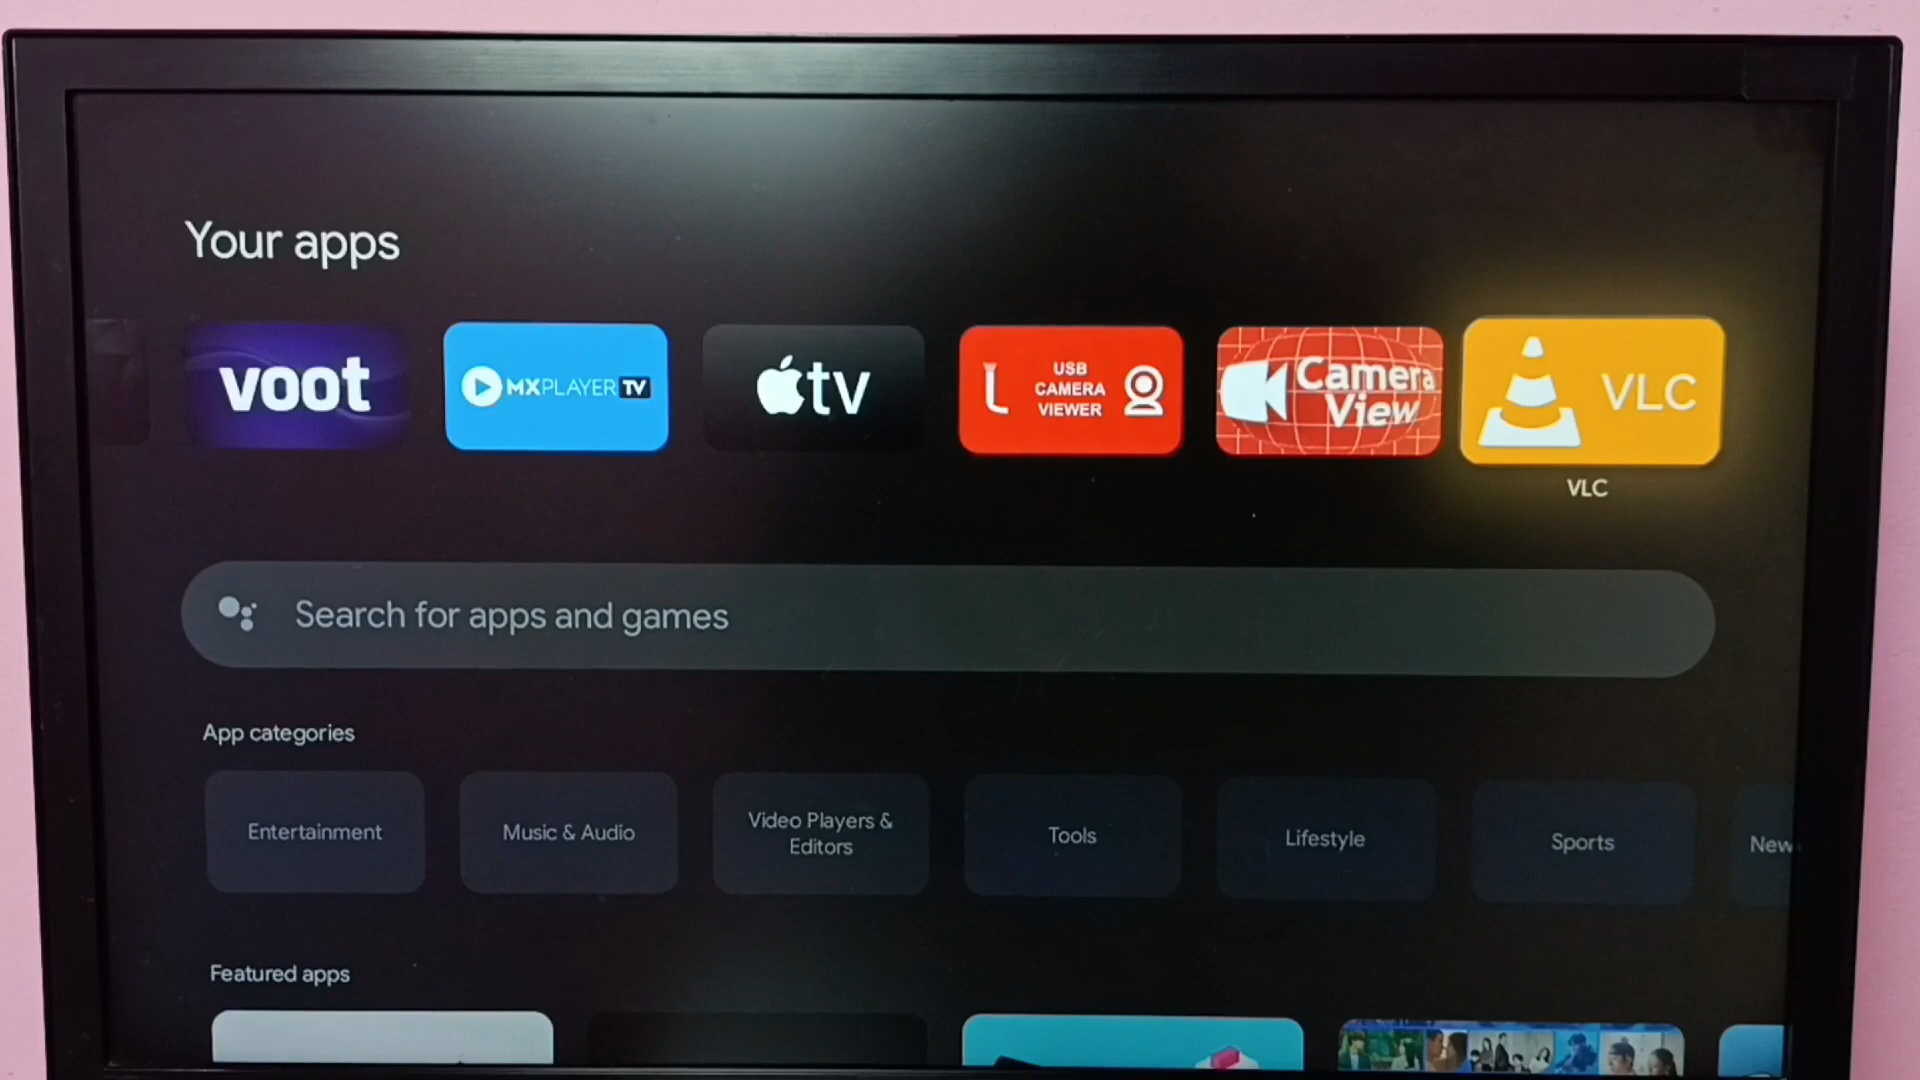 Your apps
voot
MXPLAYER TV
tv
USB
CAMERA
VIEWER
Camera
View
VLC
VLC
Search for apps and games
App categories
Entertainment
Music & Audio
Video Players &
Editors
Tools
Lifestyle
Sports
New
Featured apps